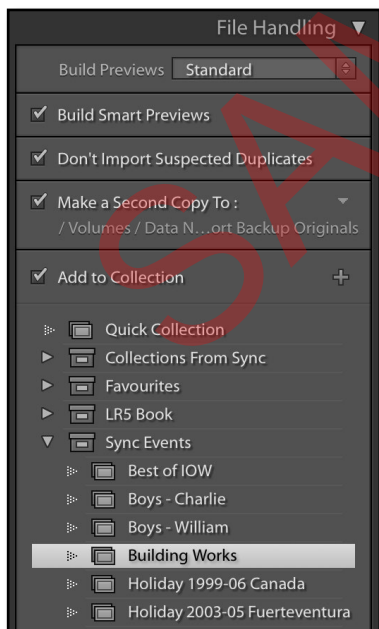 File Handling
Build Previews Standard
Build Smart Previews
Don't Import Suspected Duplicates
Make a Second Copy To :
/ Volumes / Data N…ort Backup Originals
Add to Collection
Quick Collection
Collections From Sync
Favourites
LR5 Book
Sync Events
Best of IOW
Boys - Charlie
Boys - William
Building Works
Holiday 1999-06 Canada
Holiday 2003-05 Fuerteventura